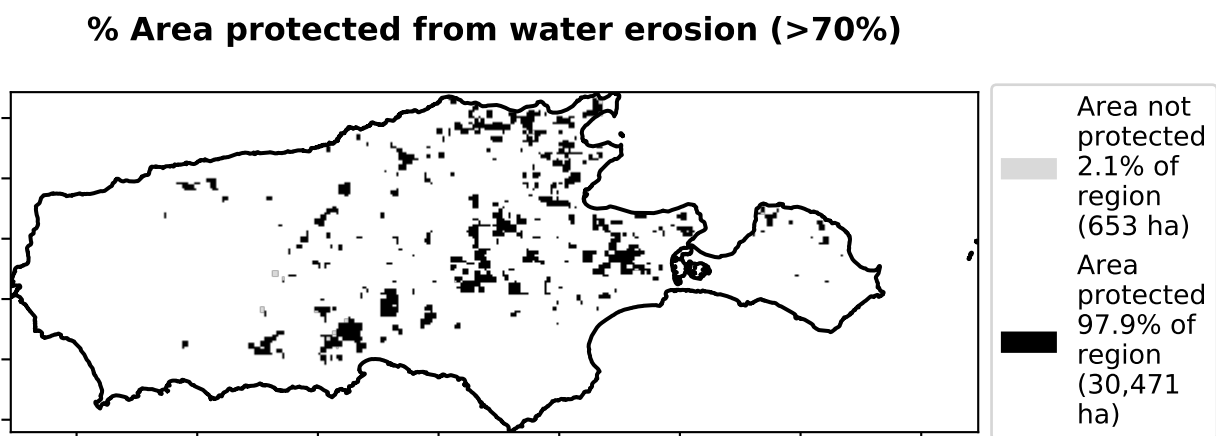 % Area protected from water erosion (>70%)
Area not
protected
2.1% of
region
(653 ha)
Area
protected
97.9% of
region
(30,471
ha)